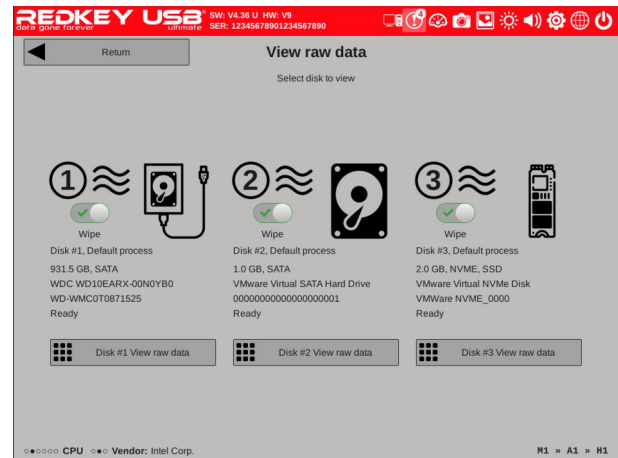 REDKEY USB®
data gone forever
ultimate
SW: V4.36 U HW: V9
SER: 12345678901234567890
4
Return
View raw data
Select disk to view
1
Wipe
Disk #1, Default process
931.5 GB, SATA
WDC WD10EARX-00N0YB0
WD-WMC0T0871525
Ready
Disk #1 View raw data
2
Wipe
Disk #2, Default process
1.0 GB, SATA
VMware Virtual SATA Hard Drive
00000000000000000001
Ready
Disk #2 View raw data
3
Wipe
Disk #3, Default process
2.0 GB, NVME, SSD
VMware Virtual NVMe Disk
VMWare NVME_0000
Ready
Disk #3 View raw data
CPU Vendor: Intel Corp.
M1 » A1 » H1